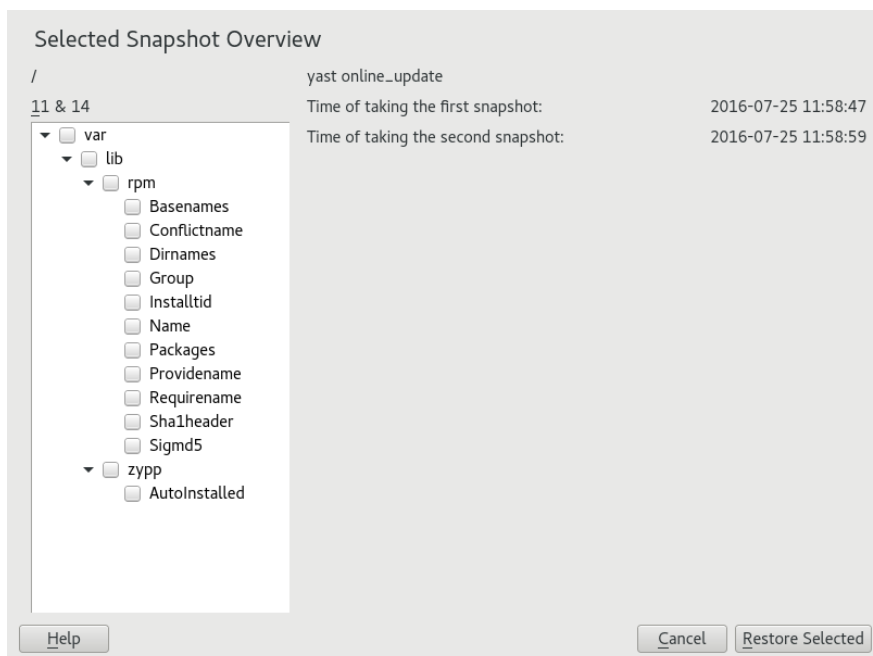 Selected Snapshot Overview
/
yast online_update
11 & 14
Time of taking the first snapshot: 2016-07-25 11:58:47
Time of taking the second snapshot: 2016-07-25 11:58:59
var
lib
rpm
Basenames
Conflictname
Dirnames
Group
Installtid
Name
Packages
Providename
Requirename
Sha1header
Sigmd5
zypp
AutoInstalled
Help
Cancel
Restore Selected